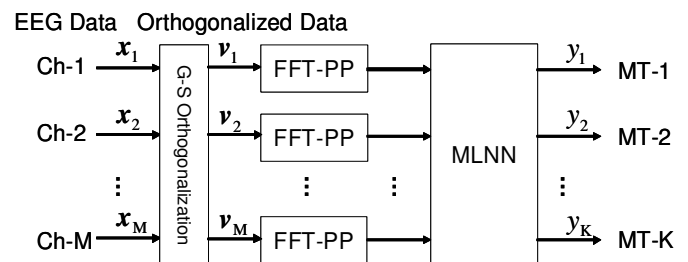 EEG Data Orthogonalized Data
Ch-1 x1 v1 FFT-PP y1 MT-1
Ch-2 x2 v2 FFT-PP y2 MT-2
G-S Orthogonalization
MLNN
⋮ ⋮ ⋮ ⋮
Ch-M xM vM FFT-PP yK MT-K